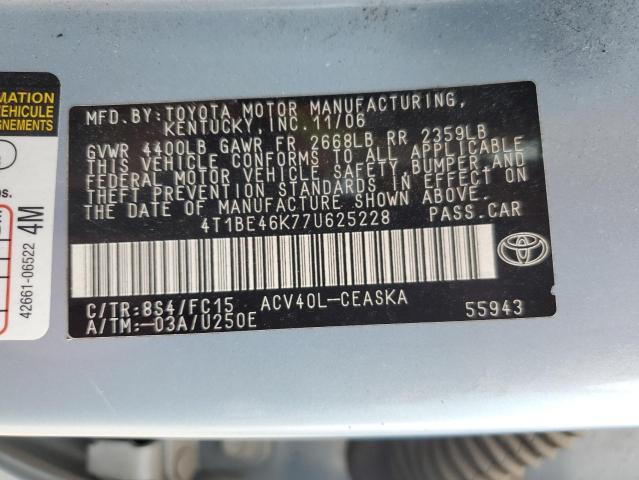 MFD.BY:TOYOTA MOTOR MANUFACTURING,
KENTUCKY,INC.11/06
GVWR 4400LB GAWR FR 2668LB RR 2359LB
THIS VEHICLE CONFORMS TO ALL APPLICABLE
FEDERAL MOTOR VEHICLE SAFETY,BUMPER,AND
THEFT PREVENTION STANDARDS IN EFFECT ON
THE DATE OF MANUFACTURE SHOWN ABOVE.
4T1BE46K77U625228 PASS.CAR
C/TR:8S4/FC15 ACV40L-CEASKA
A/TM:-03A/U250E 55943
TOYOTA
MATION
VEHICULE
GNEMENTS
os.
42661-06522 4M